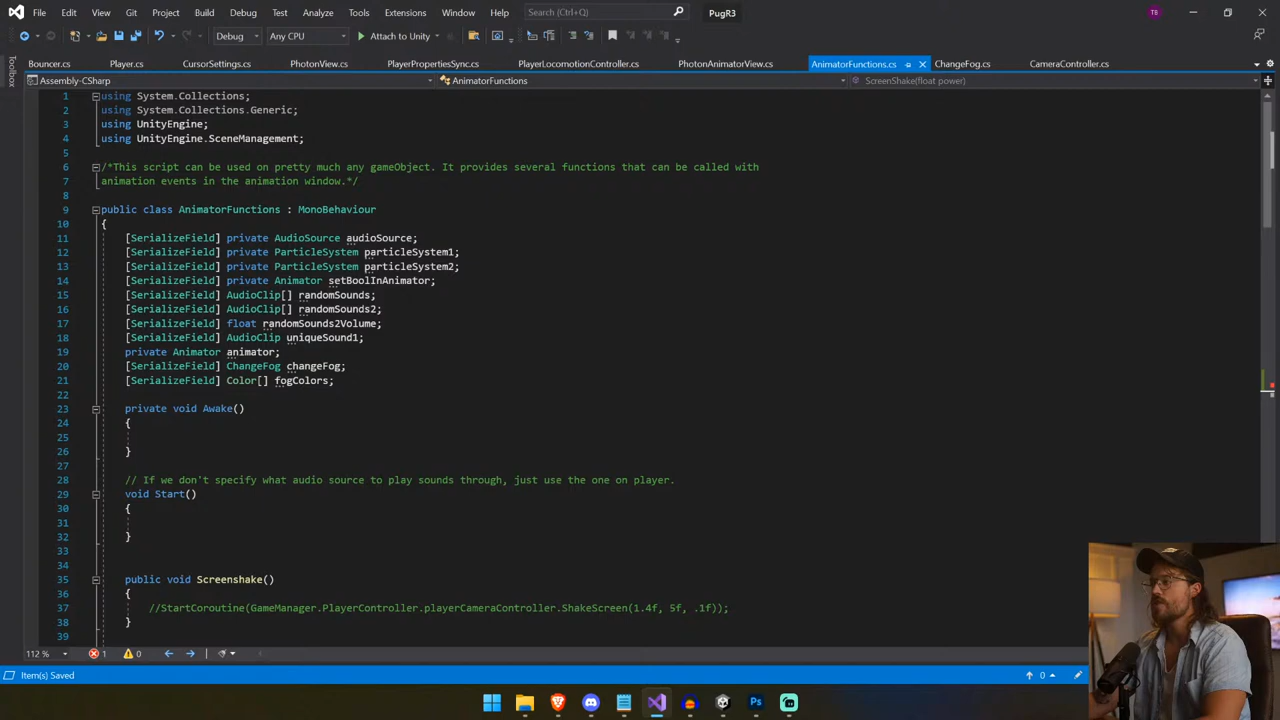 File Edit View Git Project Build Debug Test Analyze Tools Extensions Window Help Search (Ctrl+Q) PugR3 TB
Debug Any CPU Attach to Unity
Toolbox
Bouncer.cs Player.cs CursorSettings.cs PhotonView.cs PlayerPropertiesSync.cs PlayerLocomotionController.cs PhotonAnimatorView.cs AnimatorFunctions.cs ChangeFog.cs CameraController.cs
Assembly-CSharp AnimatorFunctions ScreenShake(float power)
1 using System.Collections;
2 using System.Collections.Generic;
3 using UnityEngine;
4 using UnityEngine.SceneManagement;
5
6 /*This script can be used on pretty much any gameObject. It provides several functions that can be called with
7 animation events in the animation window.*/
8
9 public class AnimatorFunctions : MonoBehaviour
10 {
11 [SerializeField] private AudioSource audioSource;
12 [SerializeField] private ParticleSystem particleSystem1;
13 [SerializeField] private ParticleSystem particleSystem2;
14 [SerializeField] private Animator setBoolInAnimator;
15 [SerializeField] AudioClip[] randomSounds;
16 [SerializeField] AudioClip[] randomSounds2;
17 [SerializeField] float randomSounds2Volume;
18 [SerializeField] AudioClip uniqueSound1;
19 private Animator animator;
20 [SerializeField] ChangeFog changeFog;
21 [SerializeField] Color[] fogColors;
22
23 private void Awake()
24 {
25
26 }
27
28 // If we don't specify what audio source to play sounds through, just use the one on player.
29 void Start()
30 {
31
32 }
33
34
35 public void Screenshake()
36 {
37 //StartCoroutine(GameManager.PlayerController.playerCameraController.ShakeScreen(1.4f, 5f, .1f));
38 }
39
112 % 1 0
Item(s) Saved 0
Ps